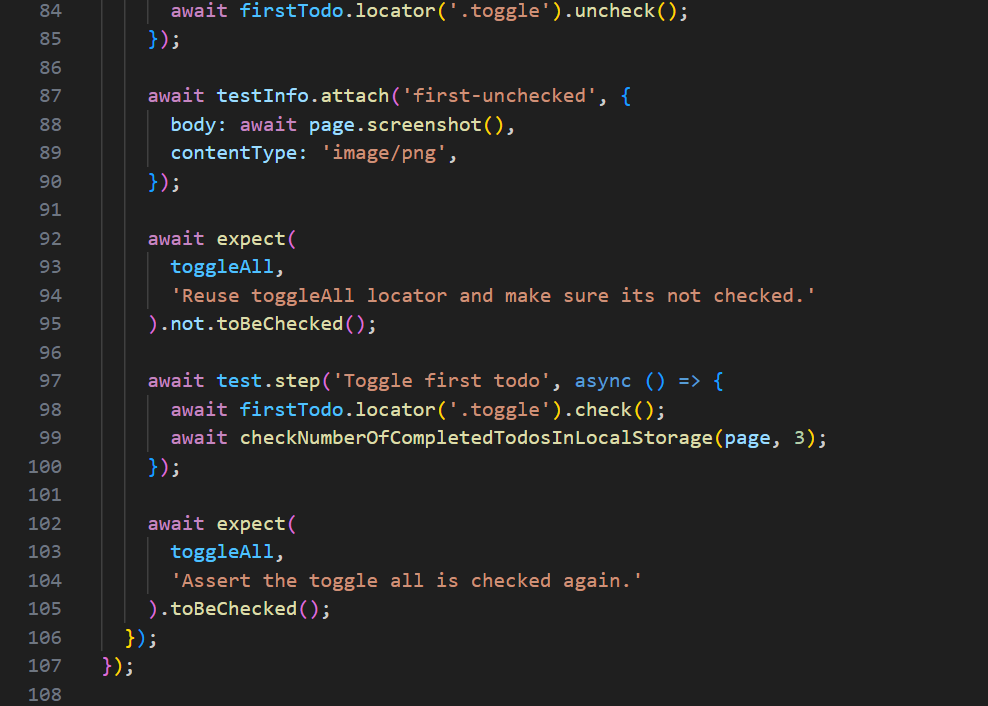 84 await firstTodo.locator('.toggle').uncheck();
85 });
86
87 await testInfo.attach('first-unchecked', {
88 body: await page.screenshot(),
89 contentType: 'image/png',
90 });
91
92 await expect(
93 toggleAll,
94 'Reuse toggleAll locator and make sure its not checked.'
95 ).not.toBeChecked();
96
97 await test.step('Toggle first todo', async () => {
98 await firstTodo.locator('.toggle').check();
99 await checkNumberOfCompletedTodosInLocalStorage(page, 3);
100 });
101
102 await expect(
103 toggleAll,
104 'Assert the toggle all is checked again.'
105 ).toBeChecked();
106 });
107 });
108